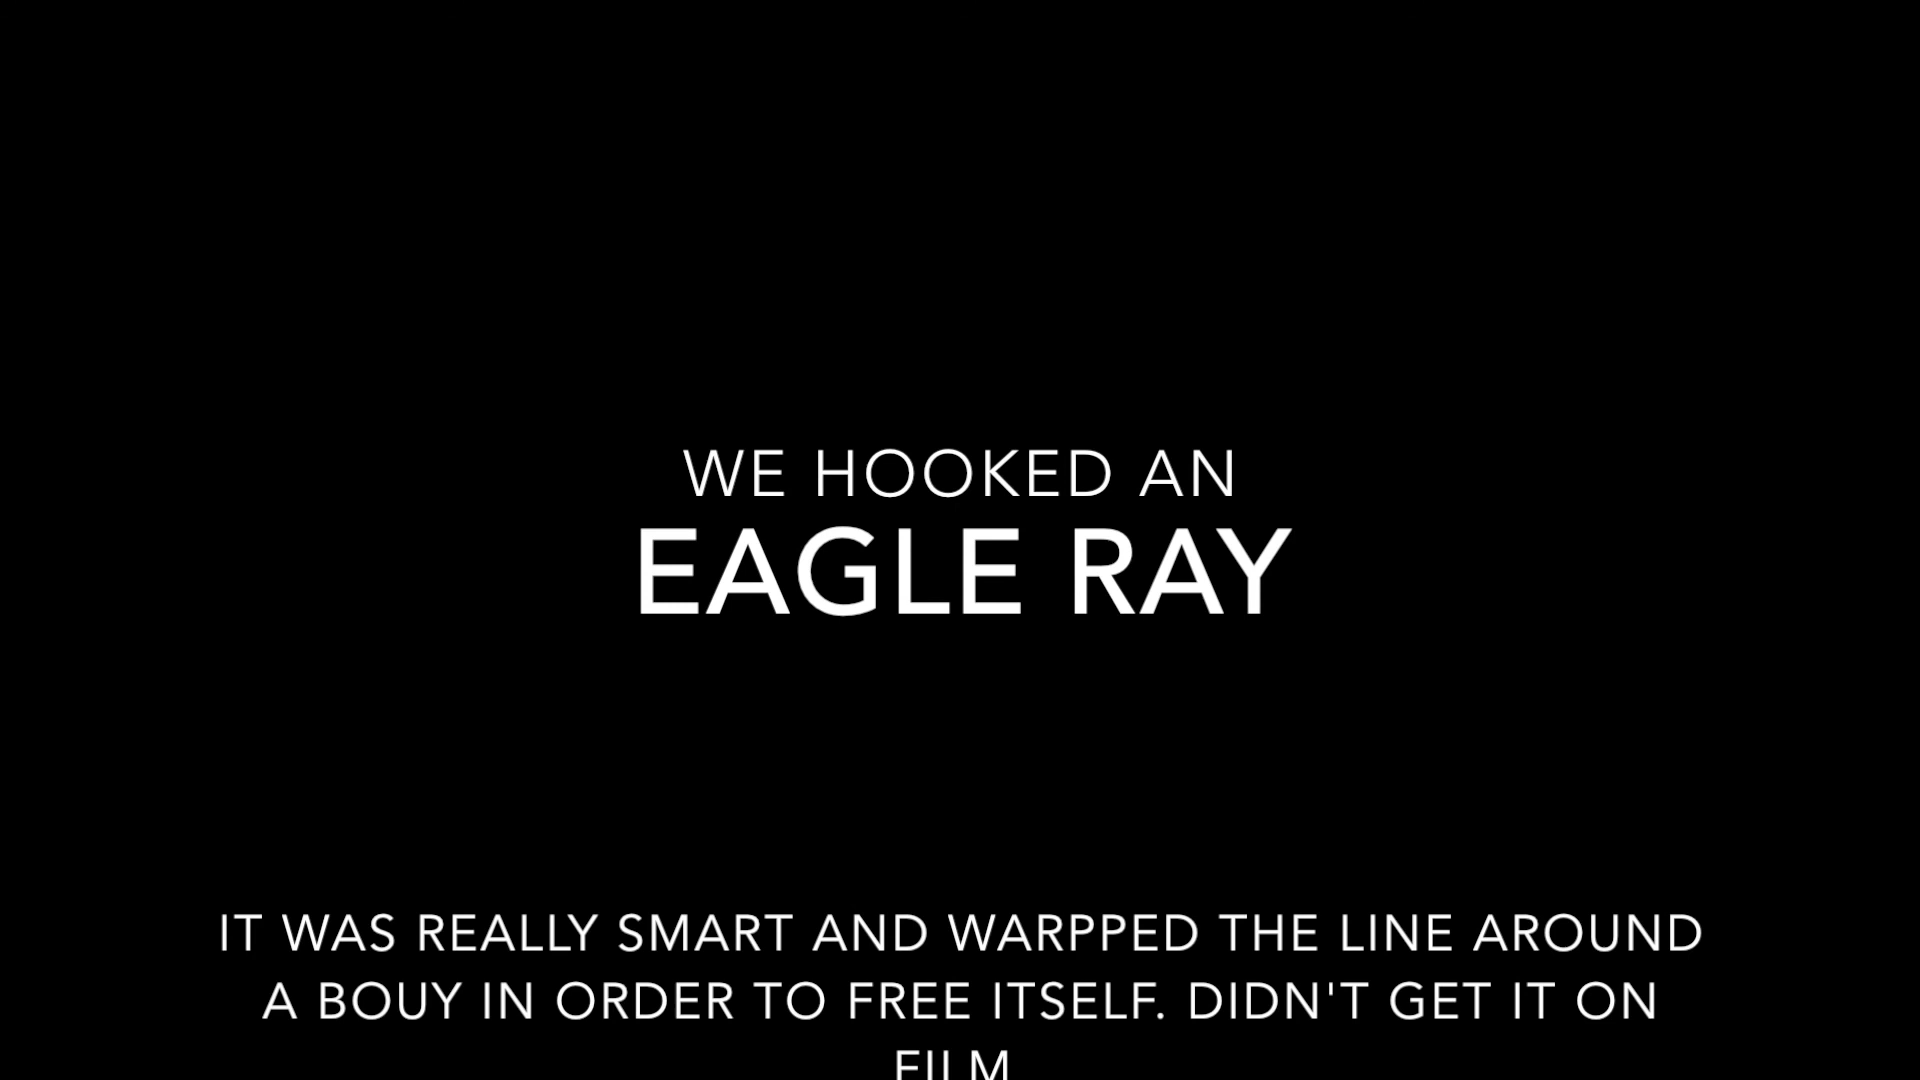 WE HOOKED AN
EAGLE RAY
IT WAS REALLY SMART AND WARPPED THE LINE AROUND
A BOUY IN ORDER TO FREE ITSELF. DIDN'T GET IT ON
FILM